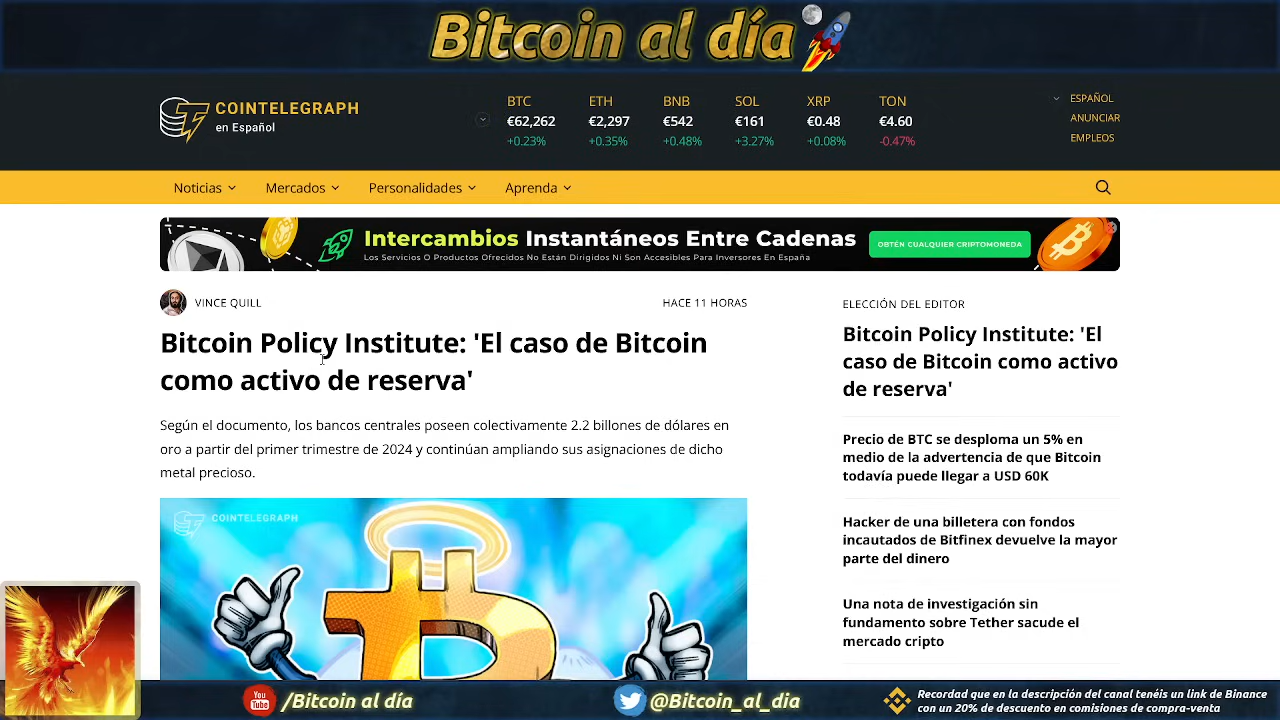 Bitcoin al día
COINTELEGRAPH
en Español
BTC ETH BNB SOL XRP TON
€62,262 €2,297 €542 €161 €0.48 €4.60
+0.23% +0.35% +0.48% +3.27% +0.08% -0.47%
ESPAÑOL
ANUNCIAR
EMPLEOS
Noticias Mercados Personalidades Aprenda
Intercambios Instantáneos Entre Cadenas
Los Servicios O Productos Ofrecidos No Están Dirigidos Ni Son Accesibles Para Inversores En España
OBTÉN CUALQUIER CRIPTOMONEDA
VINCE QUILL
HACE 11 HORAS
Bitcoin Policy Institute: 'El caso de Bitcoin
como activo de reserva'
Según el documento, los bancos centrales poseen colectivamente 2.2 billones de dólares en
oro a partir del primer trimestre de 2024 y continúan ampliando sus asignaciones de dicho
metal precioso.
COINTELEGRAPH
ELECCIÓN DEL EDITOR
Bitcoin Policy Institute: 'El
caso de Bitcoin como activo
de reserva'
Precio de BTC se desploma un 5% en
medio de la advertencia de que Bitcoin
todavía puede llegar a USD 60K
Hacker de una billetera con fondos
incautados de Bitfinex devuelve la mayor
parte del dinero
Una nota de investigación sin
fundamento sobre Tether sacude el
mercado cripto
You
Tube
/Bitcoin al día
@Bitcoin_al_dia
Recordad que en la descripción del canal tenéis un link de Binance
con un 20% de descuento en comisiones de compra-venta